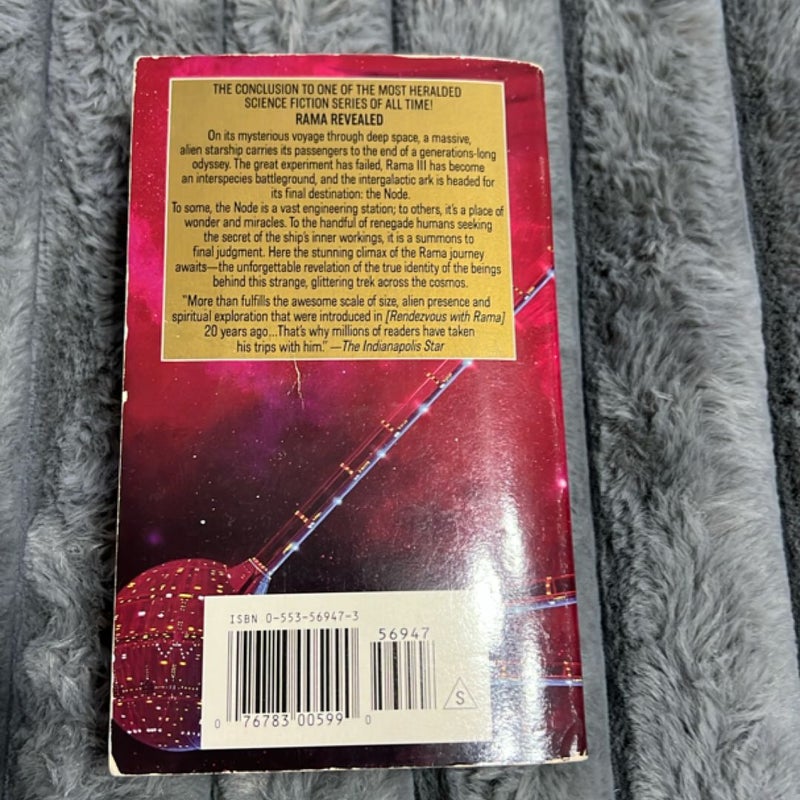 THE CONCLUSION TO ONE OF THE MOST HERALDED
SCIENCE FICTION SERIES OF ALL TIME!
RAMA REVEALED
On its mysterious voyage through deep space, a massive,
alien starship carries its passengers to the end of a generations-long
odyssey. The great experiment has failed, Rama III has become
an interspecies battleground, and the intergalactic ark is headed for
its final destination: the Node.
To some, the Node is a vast engineering station; to others, it's a place of
wonder and miracles. To the handful of renegade humans seeking
the secret of the ship's inner workings, it is a summons to
final judgment. Here the stunning climax of the Rama journey
awaits—the unforgettable revelation of the true identity of the beings
behind this strange, glittering trek across the cosmos.
"More than fulfills the awesome scale of size, alien presence and
spiritual exploration that were introduced in [Rendezvous with Rama]
20 years ago...That's why millions of readers have taken
his trips with him." —The Indianapolis Star
ISBN 0-553-56947-3
56947
S
0 76783 00599 0